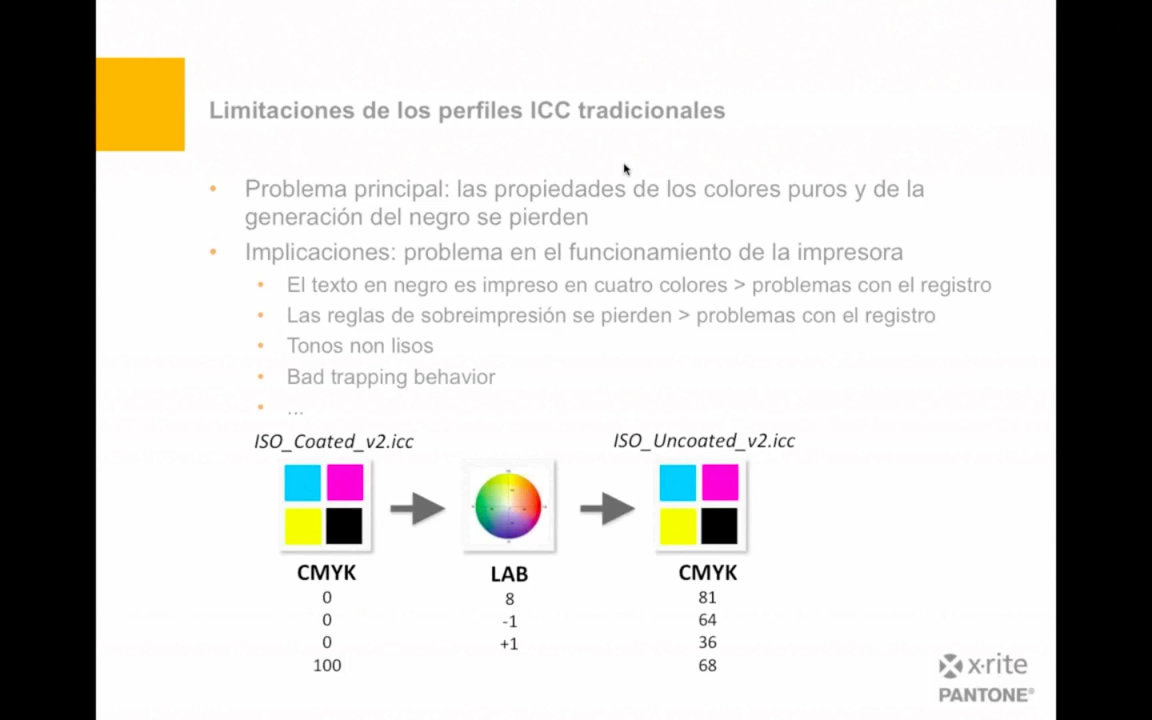 Limitaciones de los perfiles ICC tradicionales
• Problema principal: las propiedades de los colores puros y de la
generación del negro se pierden
• Implicaciones: problema en el funcionamiento de la impresora
• El texto en negro es impreso en cuatro colores > problemas con el registro
• Las reglas de sobreimpresión se pierden > problemas con el registro
• Tonos non lisos
• Bad trapping behavior
• ...
ISO_Coated_v2.icc
ISO_Uncoated_v2.icc
CMYK
0
0
0
100
LAB
8
-1
+1
CMYK
81
64
36
68
x·rite
PANTONE®